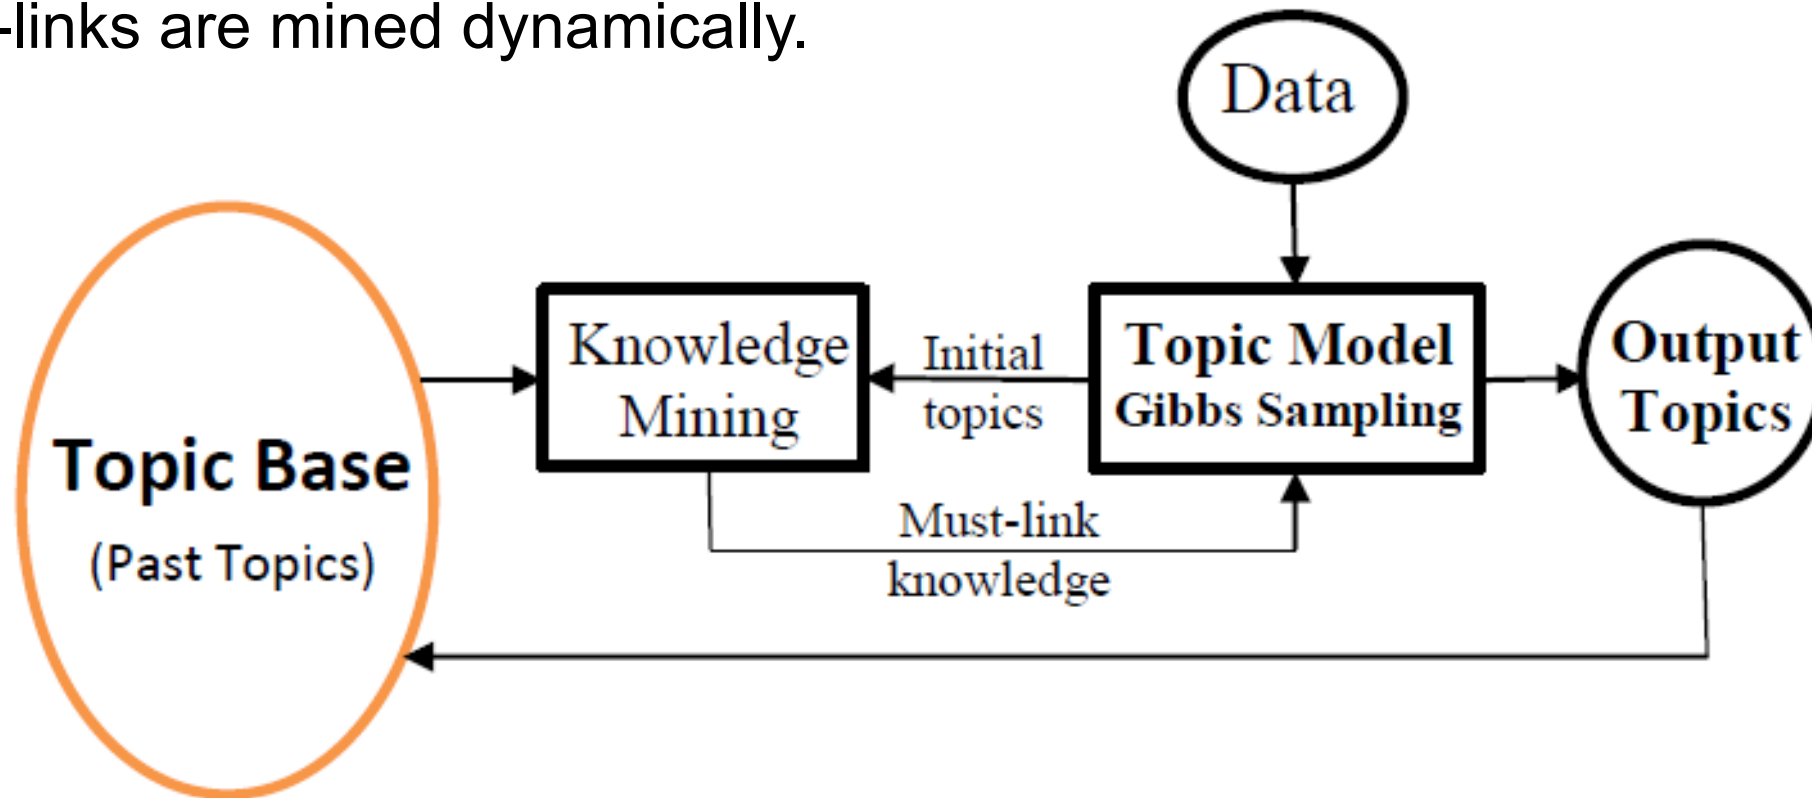 -links are mined dynamically.
Data
Topic Base
(Past Topics)
Knowledge
Mining
Initial
topics
Topic Model
Gibbs Sampling
Output
Topics
Must-link
knowledge